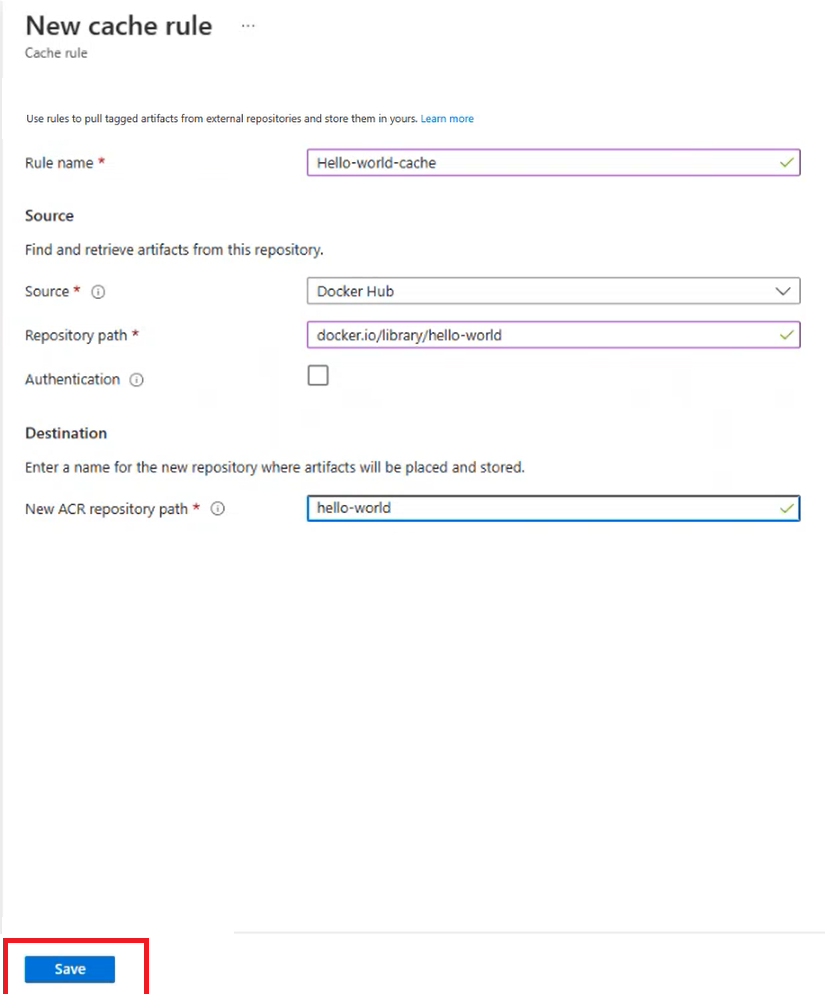 New cache rule ...
Cache rule
Use rules to pull tagged artifacts from external repositories and store them in yours. Learn more
Rule name * Hello-world-cache
Source
Find and retrieve artifacts from this repository.
Source * Docker Hub
Repository path * docker.io/library/hello-world
Authentication
Destination
Enter a name for the new repository where artifacts will be placed and stored.
New ACR repository path * hello-world
Save